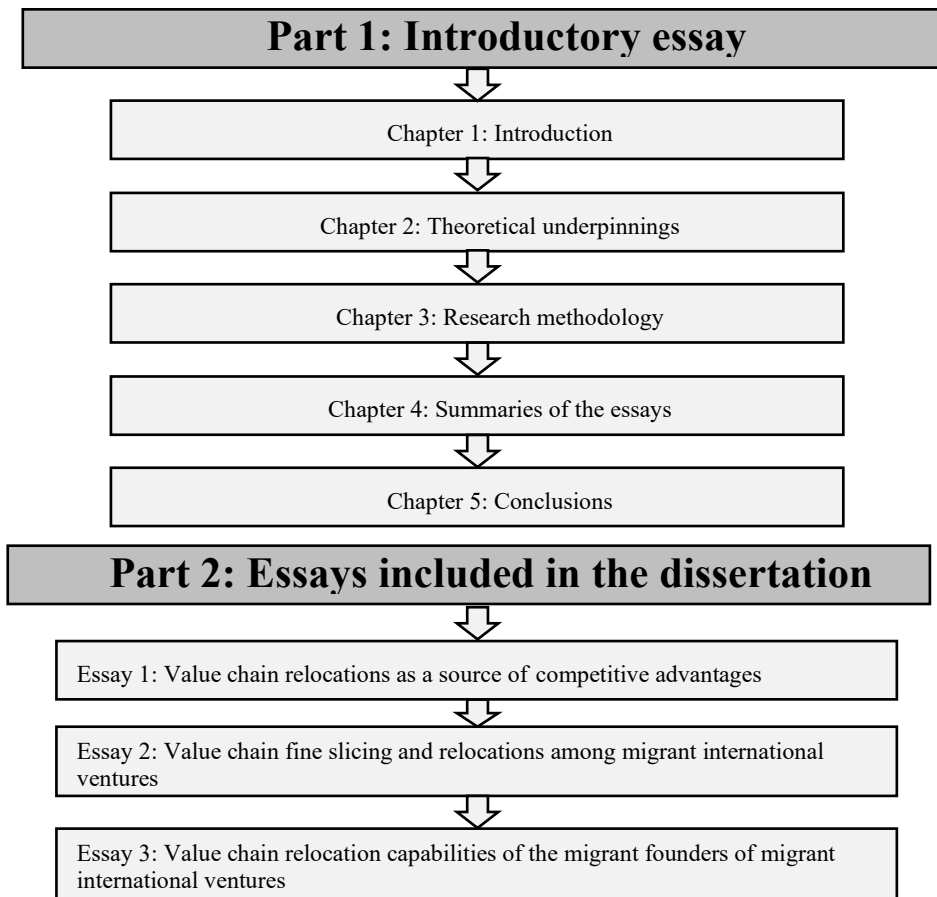 Part 1: Introductory essay
Chapter 1: Introduction
Chapter 2: Theoretical underpinnings
Chapter 3: Research methodology
Chapter 4: Summaries of the essays
Chapter 5: Conclusions
Part 2: Essays included in the dissertation
Essay 1: Value chain relocations as a source of competitive advantages
Essay 2: Value chain fine slicing and relocations among migrant international
ventures
Essay 3: Value chain relocation capabilities of the migrant founders of migrant
international ventures